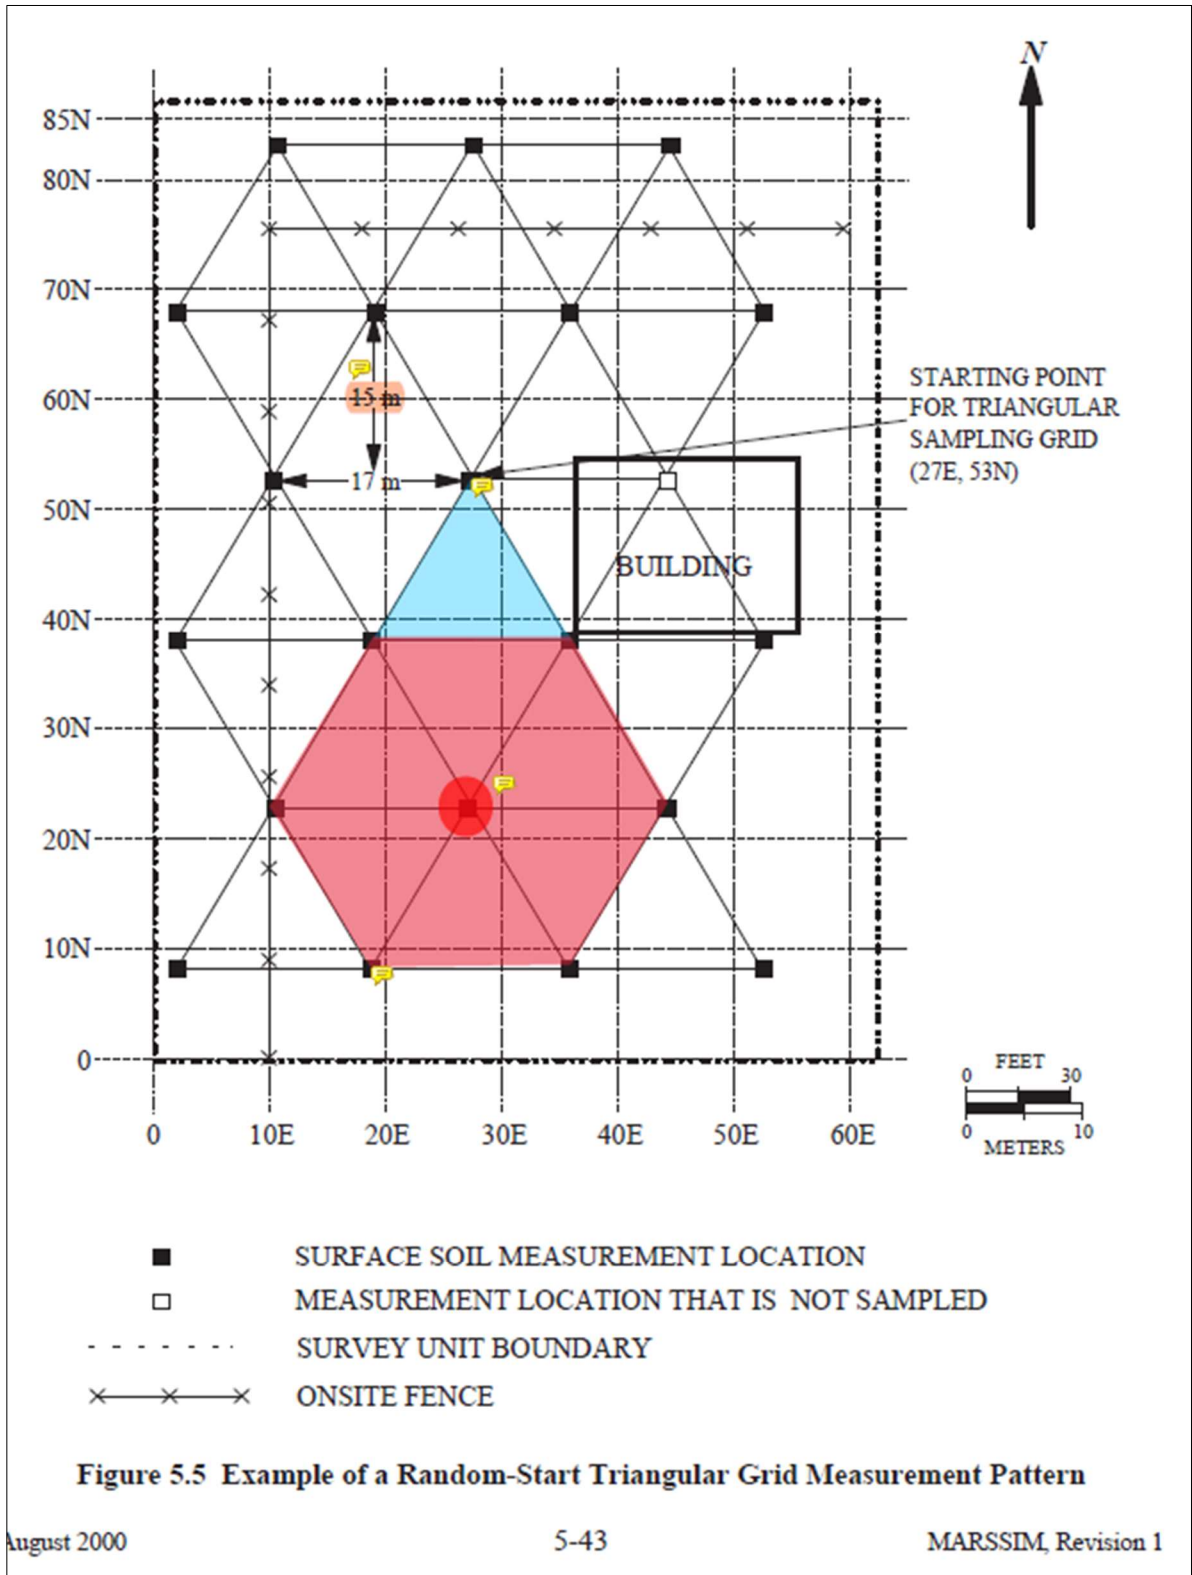 N
85N
80N
70N
60N
50N
40N
30N
20N
10N
0
15 m
17 m
STARTING POINT
FOR TRIANGULAR
SAMPLING GRID
(27E, 53N)
BUILDING
0 10E 20E 30E 40E 50E 60E
FEET
0 30
0 10
METERS
SURFACE SOIL MEASUREMENT LOCATION
MEASUREMENT LOCATION THAT IS NOT SAMPLED
SURVEY UNIT BOUNDARY
ONSITE FENCE
Figure 5.5 Example of a Random-Start Triangular Grid Measurement Pattern
August 2000 5-43 MARSSIM, Revision 1